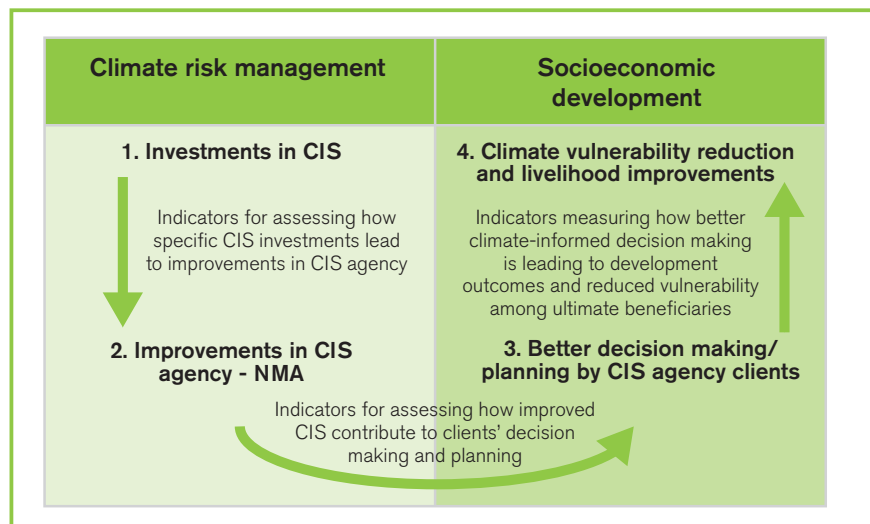 Climate risk management
Socioeconomic
development
1. Investments in CIS
Indicators for assessing how
specific CIS investments lead
to improvements in CIS agency
2. Improvements in CIS
agency - NMA
Indicators for assessing how improved
CIS contribute to clients' decision
making and planning
3. Better decision making/
planning by CIS agency clients
Indicators measuring how better
climate-informed decision making
is leading to development
outcomes and reduced vulnerability
among ultimate beneficiaries
4. Climate vulnerability reduction
and livelihood improvements